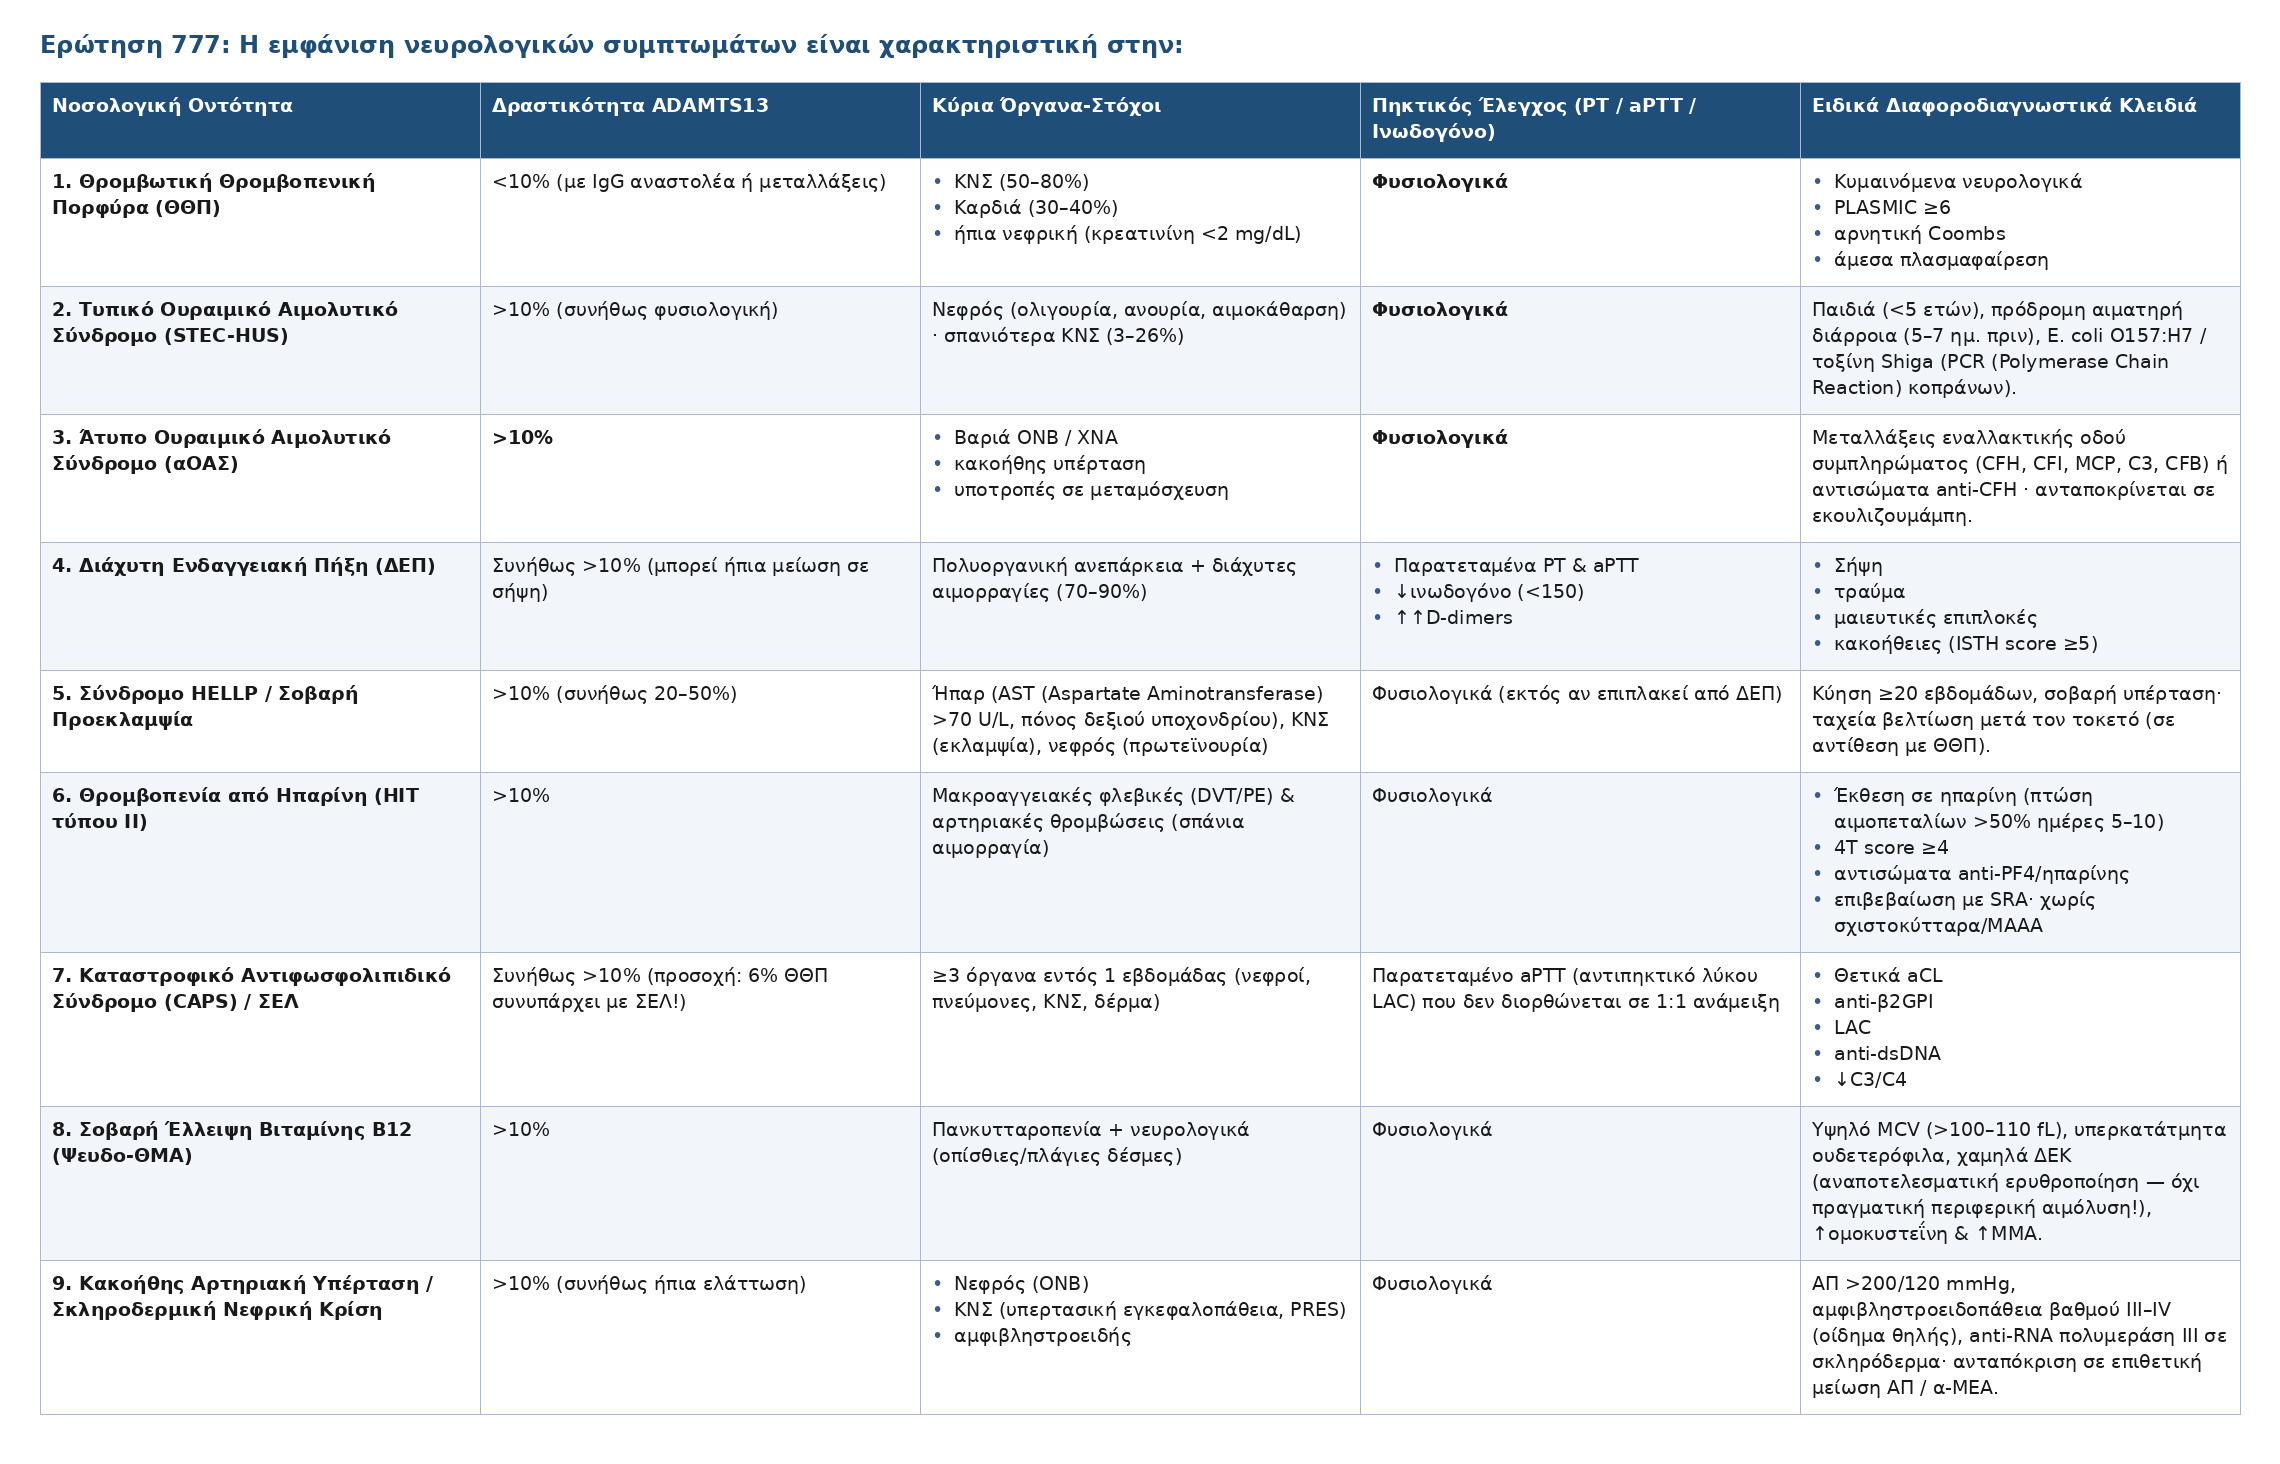 Ερώτηση 777: Η εμφάνιση νευρολογικών συμπτωμάτων είναι χαρακτηριστική στην:
Νοσολογική Οντότητα
Δραστικότητα ADAMTS13
Κύρια Όργανα-Στόχοι
Πηκτικός Έλεγχος (PT / aPTT /
Ινωδογόνο)
Ειδικά Διαφοροδιαγνωστικά Κλειδιά
1. Θρομβωτική Θρομβοπενική
Πορφύρα (ΘΘΠ)
<10% (με IgG αναστολέα ή μεταλλάξεις)
• ΚΝΣ (50–80%)
• Καρδιά (30–40%)
• ήπια νεφρική (κρεατινίνη <2 mg/dL)
Φυσιολογικά
• Κυμαινόμενα νευρολογικά
• PLASMIC ≥6
• αρνητική Coombs
• άμεσα πλασμαφαίρεση
2. Τυπικό Ουραιμικό Αιμολυτικό
Σύνδρομο (STEC-HUS)
>10% (συνήθως φυσιολογική)
Νεφρός (ολιγουρία, ανουρία, αιμοκάθαρση)
· σπανιότερα ΚΝΣ (3–26%)
Φυσιολογικά
Παιδιά (<5 ετών), πρόδρομη αιματηρή
διάρροια (5–7 ημ. πριν), E. coli O157:H7 /
τοξίνη Shiga (PCR (Polymerase Chain
Reaction) κοπράνων).
3. Άτυπο Ουραιμικό Αιμολυτικό
Σύνδρομο (αΟΑΣ)
>10%
• Βαριά ΟΝΒ / ΧΝΑ
• κακοήθης υπέρταση
• υποτροπές σε μεταμόσχευση
Φυσιολογικά
Μεταλλάξεις εναλλακτικής οδού
συμπληρώματος (CFH, CFI, MCP, C3, CFB) ή
αντισώματα anti-CFH · ανταποκρίνεται σε
εκουλιζουμάμπη.
4. Διάχυτη Ενδαγγειακή Πήξη (ΔΕΠ)
Συνήθως >10% (μπορεί ήπια μείωση σε
σήψη)
Πολυοργανική ανεπάρκεια + διάχυτες
αιμορραγίες (70–90%)
• Παρατεταμένα PT & aPTT
• ↓ινωδογόνο (<150)
• ↑↑D-dimers
• Σήψη
• τραύμα
• μαιευτικές επιπλοκές
• κακοήθειες (ISTH score ≥5)
5. Σύνδρομο HELLP / Σοβαρή
Προεκλαμψία
>10% (συνήθως 20–50%)
Ήπαρ (AST (Aspartate Aminotransferase)
>70 U/L, πόνος δεξιού υποχονδρίου), ΚΝΣ
(εκλαμψία), νεφρός (πρωτεϊνουρία)
Φυσιολογικά (εκτός αν επιπλακεί από ΔΕΠ)
Κύηση ≥20 εβδομάδων, σοβαρή υπέρταση·
ταχεία βελτίωση μετά τον τοκετό (σε
αντίθεση με ΘΘΠ).
6. Θρομβοπενία από Ηπαρίνη (HIT
τύπου II)
>10%
Μακροαγγειακές φλεβικές (DVT/PE) &
αρτηριακές θρομβώσεις (σπάνια
αιμορραγία)
Φυσιολογικά
• Έκθεση σε ηπαρίνη (πτώση
αιμοπεταλίων >50% ημέρες 5–10)
• 4T score ≥4
• αντισώματα anti-PF4/ηπαρίνης
• επιβεβαίωση με SRA· χωρίς
σχιστοκύτταρα/ΜΑΑΑ
7. Καταστροφικό Αντιφωσφολιπιδικό
Σύνδρομο (CAPS) / ΣΕΛ
Συνήθως >10% (προσοχή: 6% ΘΘΠ
συνυπάρχει με ΣΕΛ!)
≥3 όργανα εντός 1 εβδομάδας (νεφροί,
πνεύμονες, ΚΝΣ, δέρμα)
Παρατεταμένο aPTT (αντιπηκτικό λύκου
LAC) που δεν διορθώνεται σε 1:1 ανάμειξη
• Θετικά aCL
• anti-β2GPI
• LAC
• anti-dsDNA
• ↓C3/C4
8. Σοβαρή Έλλειψη Βιταμίνης Β12
(Ψευδο-ΘΜΑ)
>10%
Πανκυτταροπενία + νευρολογικά
(οπίσθιες/πλάγιες δέσμες)
Φυσιολογικά
Υψηλό MCV (>100–110 fL), υπερκατάτμητα
ουδετερόφιλα, χαμηλά ΔΕΚ
(αναποτελεσματική ερυθροποίηση — όχι
πραγματική περιφερική αιμόλυση!),
↑ομοκυστεΐνη & ↑MMA.
9. Κακοήθης Αρτηριακή Υπέρταση /
Σκληροδερμική Νεφρική Κρίση
>10% (συνήθως ήπια ελάττωση)
• Νεφρός (ΟΝΒ)
• ΚΝΣ (υπερτασική εγκεφαλοπάθεια, PRES)
• αμφιβληστροειδής
Φυσιολογικά
ΑΠ >200/120 mmHg,
αμφιβληστροειδοπάθεια βαθμού III–IV
(οίδημα θηλής), anti-RNA πολυμεράση III σε
σκληρόδερμα· ανταπόκριση σε επιθετική
μείωση ΑΠ / α-ΜΕΑ.